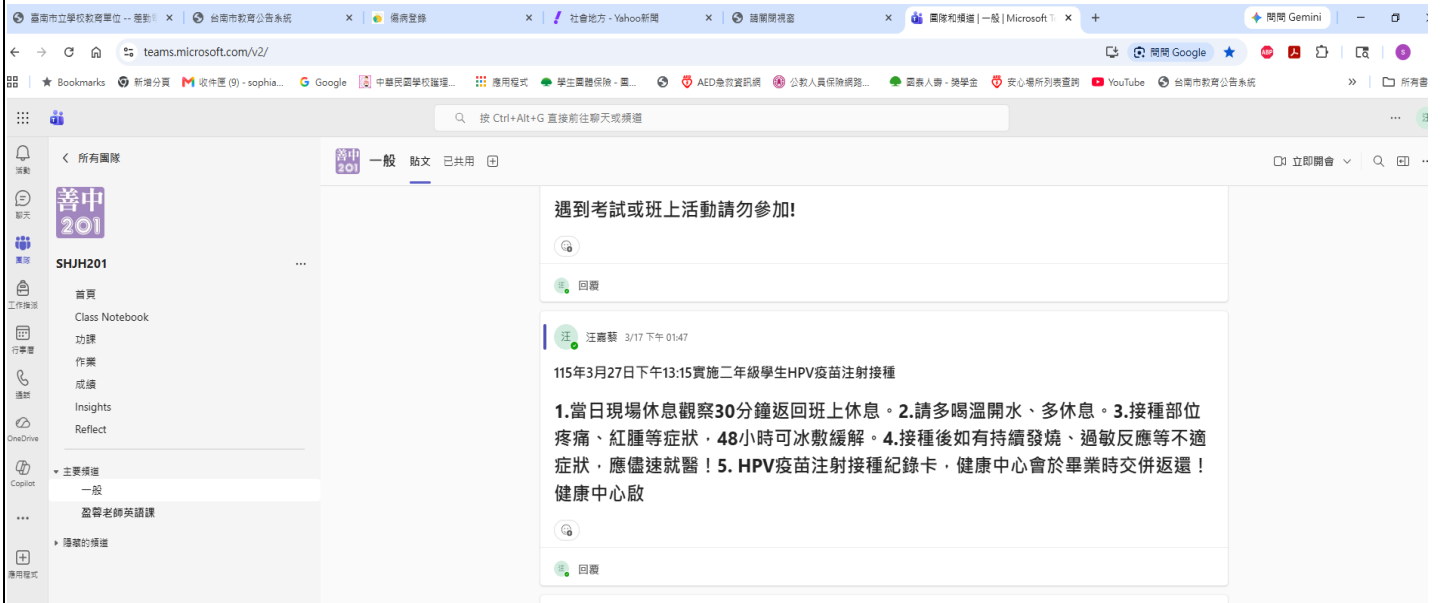 臺南市立學校教育單位 -- 差勤
台南市教育公告系統
傷病登錄
社會地方 - Yahoo新聞
請關閉視窗
團隊和頻道 | 一般 | Microsoft T
問問 Gemini
teams.microsoft.com/v2/
問問 Google
Bookmarks
新增分頁
收件匣 (9) - sophia...
Google
中華民國學校護理...
應用程式
學生團體保險 - 國...
AED急救資訊網
公教人員保險網路...
國泰人壽 - 獎學金
安心場所列表查詢
YouTube
台南市教育公告系統
所有書
按 Ctrl+Alt+G 直接前往聊天或頻道
汪
活動
聊天
團隊
工作指派
行事曆
通話
OneDrive
Copilot
應用程式
所有團隊
善中
201
SHJH201
首頁
Class Notebook
功課
作業
成績
Insights
Reflect
主要頻道
一般
盈蓉老師英語課
隱藏的頻道
善中
201
一般
貼文
已共用
立即開會
遇到考試或班上活動請勿參加!
回覆
汪
汪嘉藝 3/17 下午 01:47
115年3月27日下午13:15實施二年級學生HPV疫苗注射接種
1.當日現場休息觀察30分鐘返回班上休息。2.請多喝溫開水、多休息。3.接種部位
疼痛、紅腫等症狀，48小時可冰敷緩解。4.接種後如有持續發燒、過敏反應等不適
症狀，應儘速就醫！5. HPV疫苗注射接種紀錄卡，健康中心會於畢業時交併返還！
健康中心啟
回覆